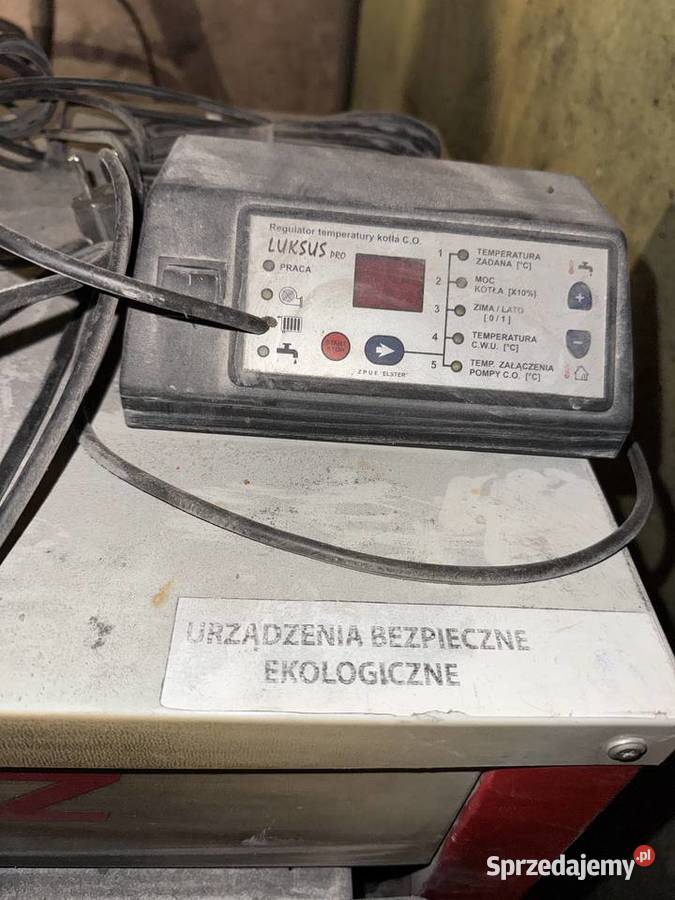 Regulator temperatury kotła C.O.
LUKSUS PRO
PRACA
START
STOP
1 TEMPERATURA
ZADANA [°C]
2 MOC
KOTŁA [X10%]
3 ZIMA / LATO
[ 0 / 1 ]
4 TEMPERATURA
C.W.U. [°C]
5 TEMP. ZAŁĄCZENIA
POMPY C.O. [°C]
+
−
Z P U E "ELSTER"
URZĄDZENIA BEZPIECZNE
EKOLOGICZNE
Z
Sprzedajemy.pl